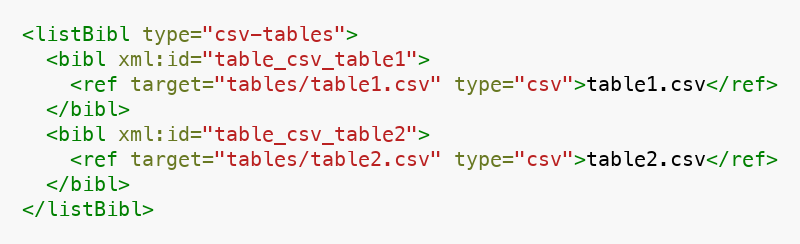 <listBibl type="csv-tables">
  <bibl xml:id="table_csv_table1">
    <ref target="tables/table1.csv" type="csv">table1.csv</ref>
  </bibl>
  <bibl xml:id="table_csv_table2">
    <ref target="tables/table2.csv" type="csv">table2.csv</ref>
  </bibl>
</listBibl>